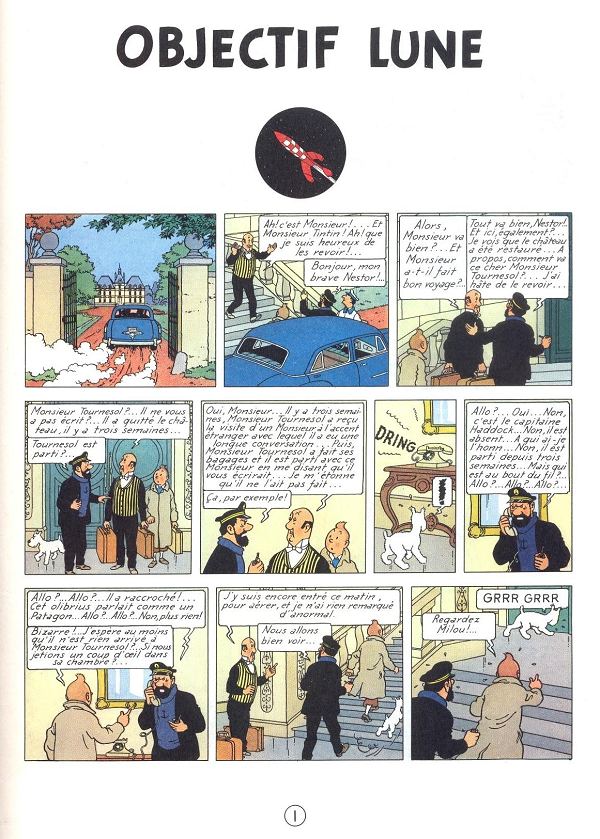 OBJECTIF LUNE
Ah! c'est Monsieur!... Et
Monsieur Tintin! Ah! que
je suis heureux de
les revoir!...
Bonjour, mon
brave Nestor!...
Alors,
Monsieur va
bien?... Et
Monsieur
a-t-il fait
bon voyage?...
Tout va bien, Nestor!
Et ici, également?...
Je vois que le château
a été restauré... A
propos, comment va
ce cher Monsieur
Tournesol?... J'ai
hâte de le revoir...
Monsieur Tournesol?... Il ne vous
a pas écrit?... Il a quitté le châ-
teau, il y a trois semaines...
Tournesol est
parti?...
Oui, Monsieur... Il y a trois semai-
nes, Monsieur Tournesol a reçu
la visite d'un Monsieur à l'accent
étranger avec lequel il a eu une
longue conversation... Puis,
Monsieur Tournesol a fait ses
bagages et il est parti avec ce
Monsieur en me disant qu'il
vous écrirait... Je m'étonne
qu'il ne l'ait pas fait...
Ça, par exemple!
DRING
!
Allo?... Oui... Non,
c'est le capitaine
Haddock... Non, il est
absent... A qui ai-je
l'honn... Non, il est
parti depuis trois
semaines... Mais qui
est au bout du fil?...
Allo?... Allo?... Allo?...
Allo?... Allo?... Il a raccroché!...
Cet olibrius parlait comme un
Patagon... Allo?.. Allo?.. Non, plus rien!
Bizarre!... J'espère au moins
qu'il n'est rien arrivé à
Monsieur Tournesol?.. Si nous
jetions un coup d'œil dans
sa chambre?...
J'y suis encore entré ce matin,
pour aérer, et je n'ai rien remarqué
d'anormal.
Nous allons
bien voir...
GRRR GRRR
Regardez
Milou!...
1